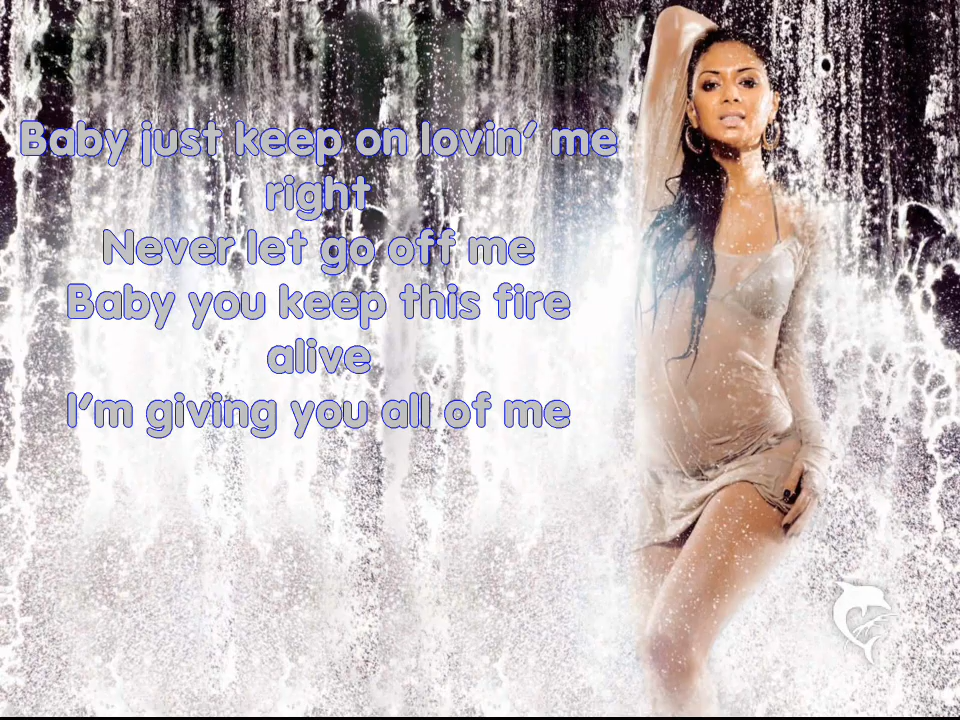 Baby just keep on lovin' me
right
Never let go off me
Baby you keep this fire
alive
I'm giving you all of me